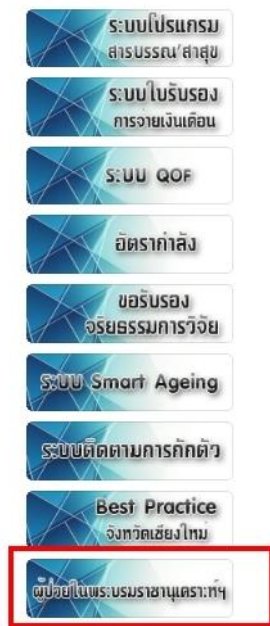 ระบบโปรแกรม
สารบรรณ'สาสุข
ระบบใบรับรอง
การจ่ายเงินเดือน
ระบบ QOF
อัตรากำลัง
ขอรับรอง
จริยธรรมการวิจัย
ระบบ Smart Ageing
ระบบติดตามการกักตัว
Best Practice
จังหวัดเชียงใหม่
ผู้ป่วยในพระบรมราชานุเคราะห์ฯ